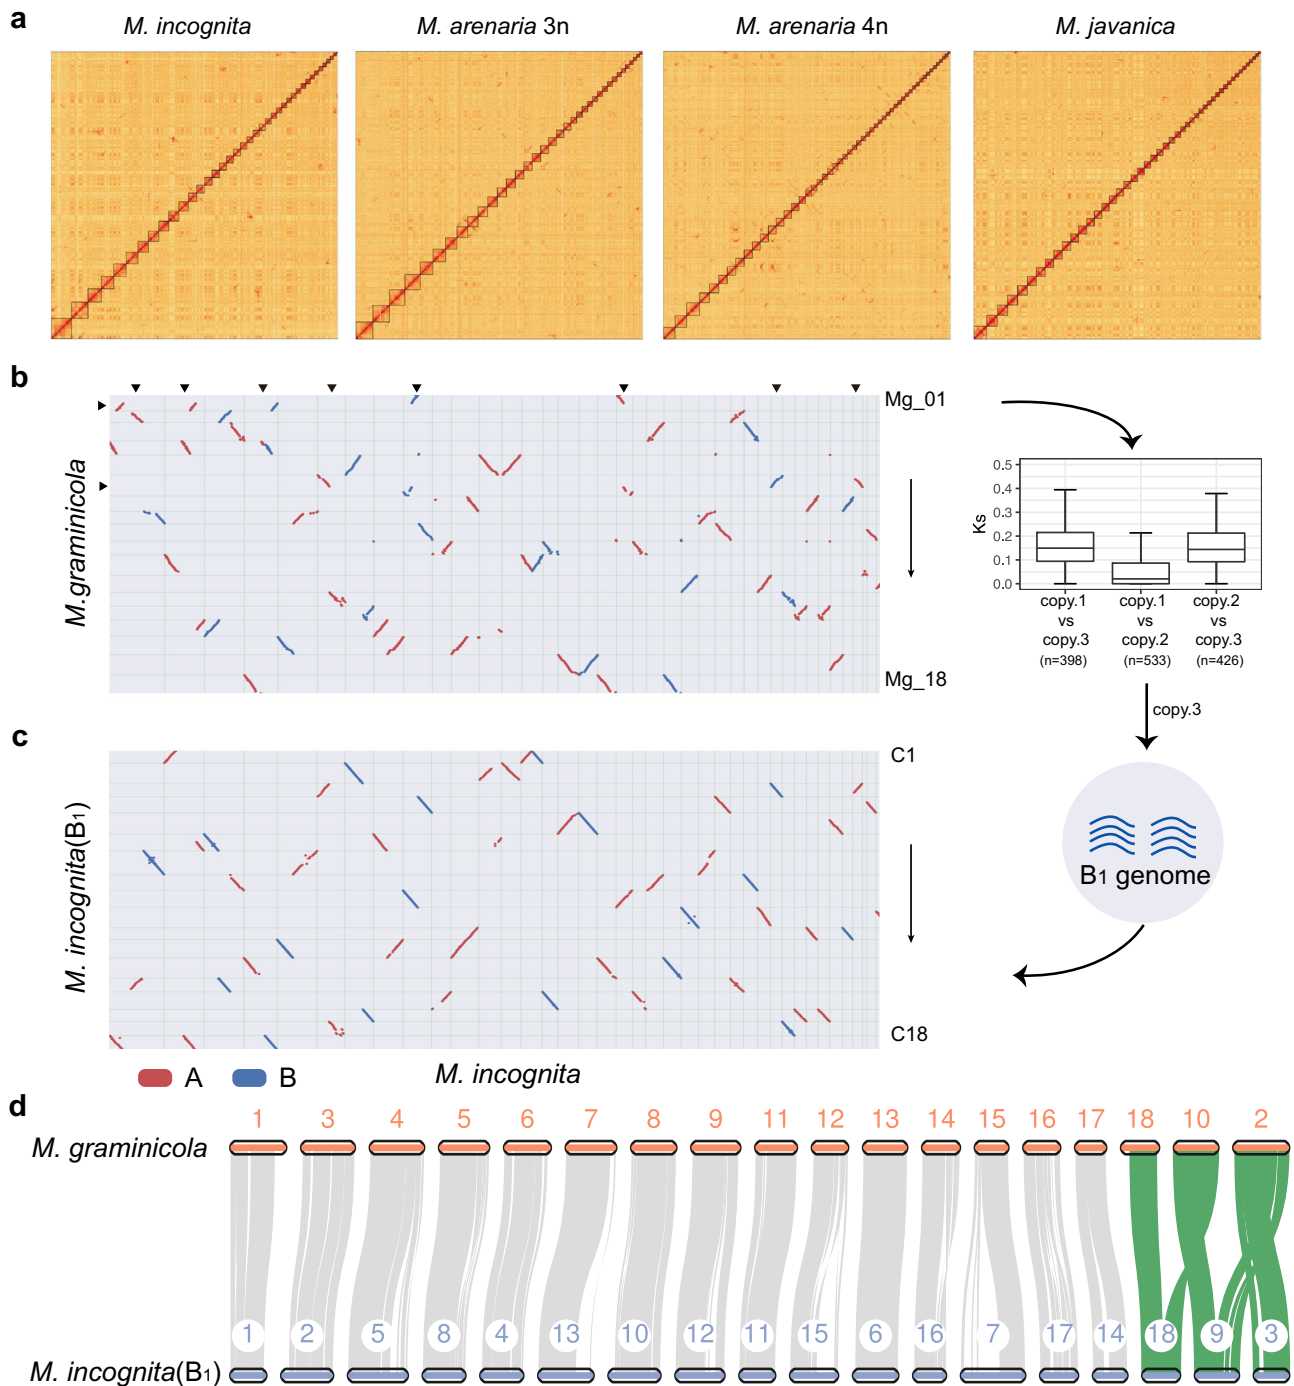 a
M. incognita
M. arenaria 3n
M. arenaria 4n
M. javanica
b
M.graminicola
Mg_01
Mg_18
Ks
0.5
0.4
0.3
0.2
0.1
0.0
copy.1 vs copy.3 (n=398)
copy.1 vs copy.2 (n=533)
copy.2 vs copy.3 (n=426)
copy.3
B1 genome
c
M. incognita(B1)
C1
C18
A
B
M. incognita
d
1 3 4 5 6 7 8 9 11 12 13 14 15 16 17 18 10 2
M. graminicola
1 2 5 8 4 13 10 12 11 15 6 16 7 17 14 18 9 3
M. incognita(B1)